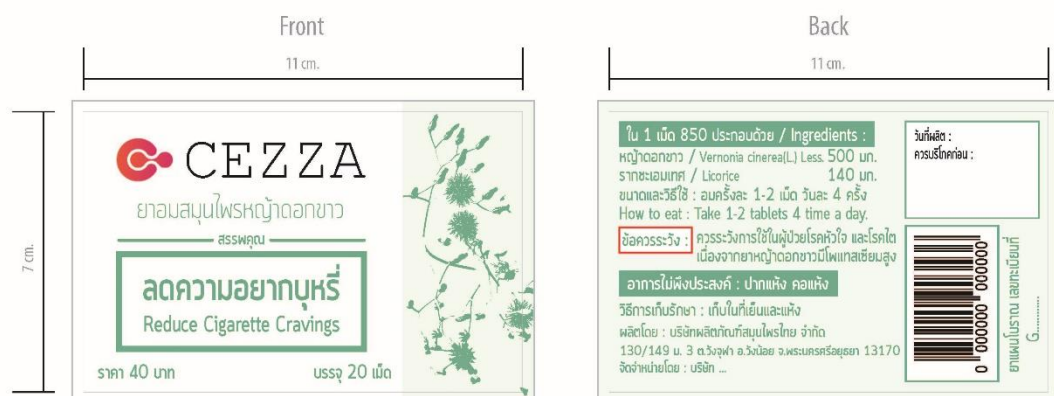 Front
11 cm.
7 cm.
CEZZA
ยาอมสมุนไพรหญ้าดอกขาว
สรรพคุณ
ลดความอยากบุหรี่
Reduce Cigarette Cravings
ราคา 40 บาท
บรรจุ 20 เม็ด
Back
11 cm.
ใน 1 เม็ด 850 ประกอบด้วย / Ingredients :
หญ้าดอกขาว / Vernonia cinerea(L.) Less. 500 มก.
รากชะเอมเทศ / Licorice 140 มก.
ขนาดและวิธีใช้ : อมครั้งละ 1-2 เม็ด วันละ 4 ครั้ง
How to eat : Take 1-2 tablets 4 time a day.
ข้อควรระวัง : ควรระวังการใช้ในผู้ป่วยโรคหัวใจ และโรคไต
เนื่องจากยาหญ้าดอกขาวมีโพแทสเซียมสูง
อาการไม่พึงประสงค์ : ปากแห้ง คอแห้ง
วิธีการเก็บรักษา : เก็บในที่เย็นและแห้ง
ผลิตโดย : บริษัทผลิตภัณฑ์สมุนไพรไทย จำกัด
130/149 ม. 3 ต.วังจุฬา อ.วังน้อย จ.พระนครศรีอยุธยา 13170
จัดจำหน่ายโดย : บริษัท ...
วันที่ผลิต :
ควรบริโภคก่อน :
0 000000 000000
ยาแผนโบราณ เลขทะเบียนที่
G..........